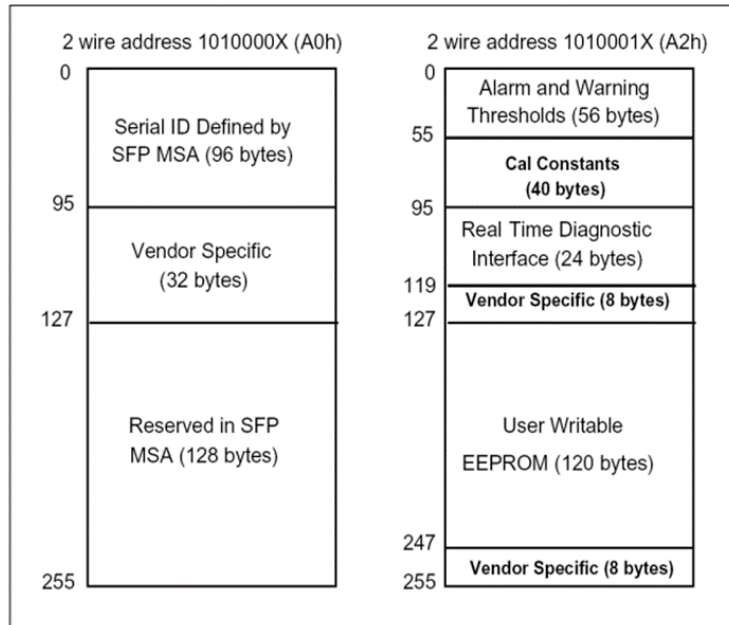 2 wire address 1010000X (A0h)
0
Serial ID Defined by
SFP MSA (96 bytes)
95
Vendor Specific
(32 bytes)
127
Reserved in SFP
MSA (128 bytes)
255
2 wire address 1010001X (A2h)
0
Alarm and Warning
Thresholds (56 bytes)
55
Cal Constants
(40 bytes)
95
Real Time Diagnostic
Interface (24 bytes)
119
Vendor Specific (8 bytes)
127
User Writable
EEPROM (120 bytes)
247
Vendor Specific (8 bytes)
255